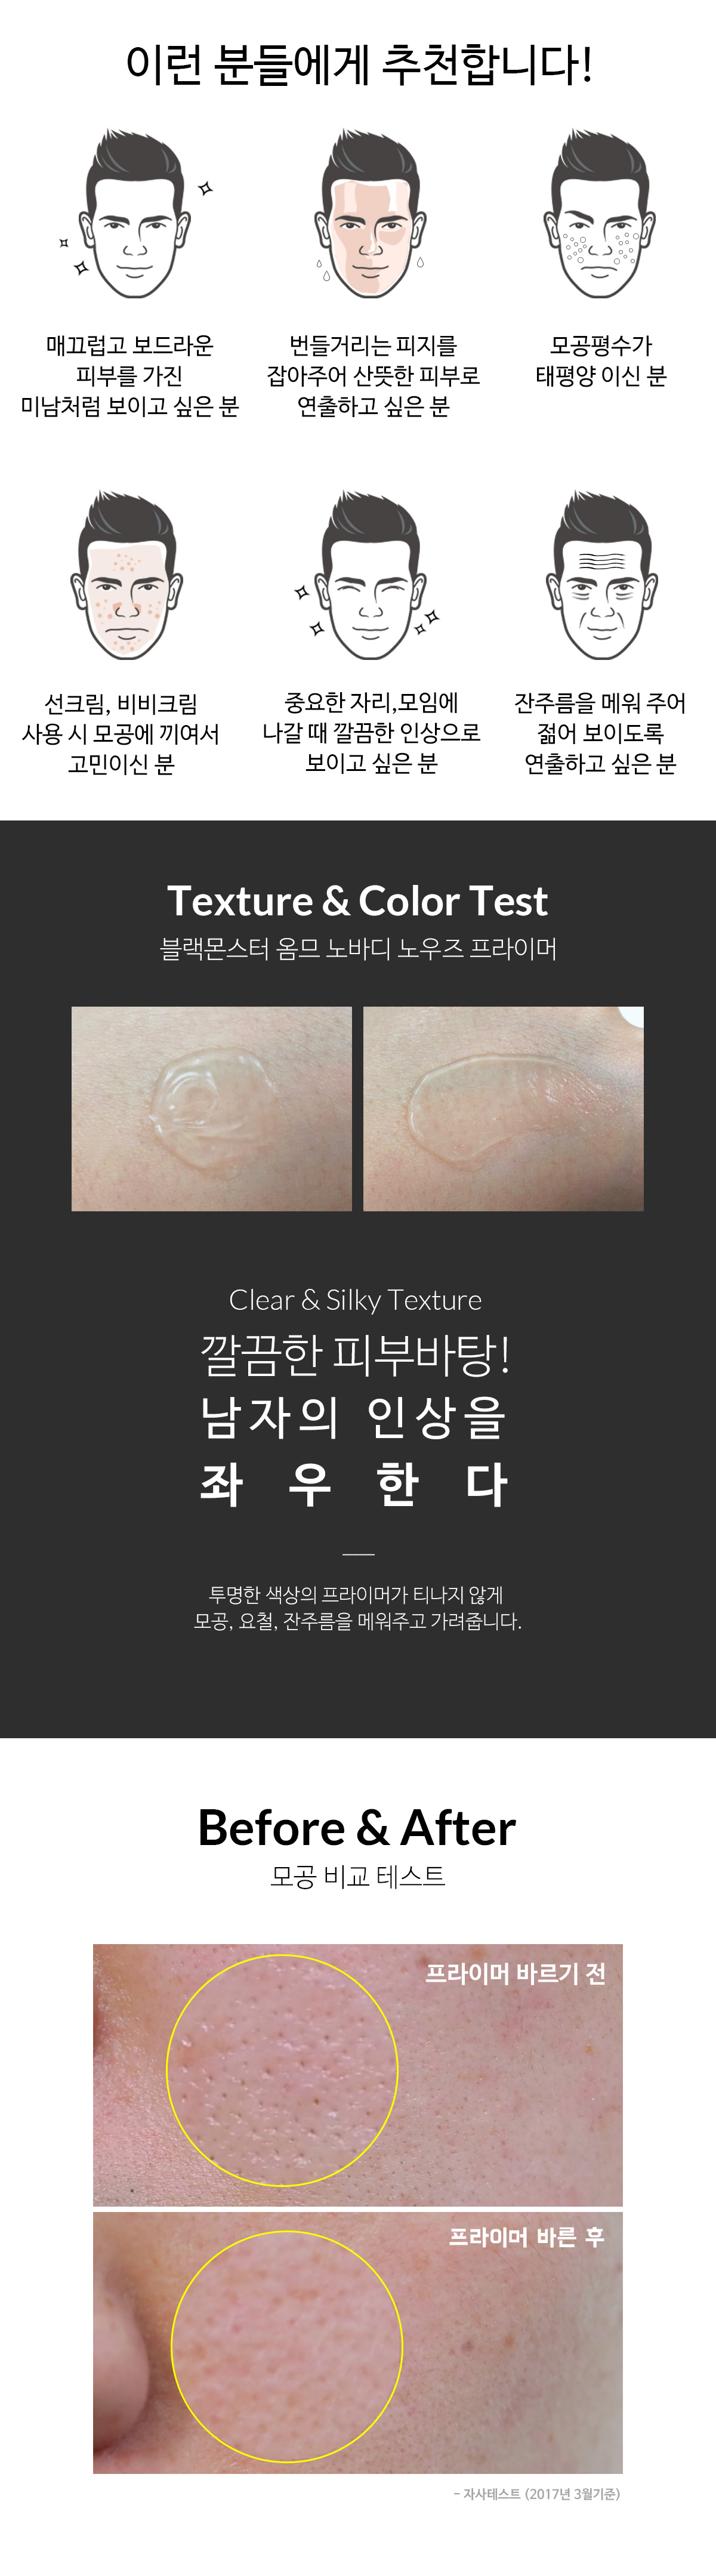 이런 분들에게 추천합니다!
매끄럽고 보드라운
피부를 가진
미남처럼 보이고 싶은 분
번들거리는 피지를
잡아주어 산뜻한 피부로
연출하고 싶은 분
모공평수가
태평양 이신 분
선크림, 비비크림
사용 시 모공에 끼여서
고민이신 분
중요한 자리,모임에
나갈 때 깔끔한 인상으로
보이고 싶은 분
잔주름을 메워 주어
젊어 보이도록
연출하고 싶은 분
Texture & Color Test
블랙몬스터 옴므 노바디 노우즈 프라이머
Clear & Silky Texture
깔끔한 피부바탕!
남자의 인상을
좌 우 한 다
투명한 색상의 프라이머가 티나지 않게
모공, 요철, 잔주름을 메워주고 가려줍니다.
Before & After
모공 비교 테스트
프라이머 바르기 전
프라이머 바른 후
- 자사테스트 (2017년 3월기준)